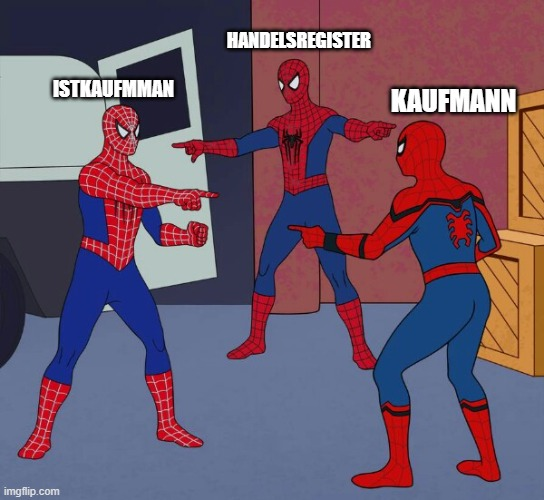 HANDELSREGISTER
ISTKAUFMMAN
KAUFMANN
imgflip.com